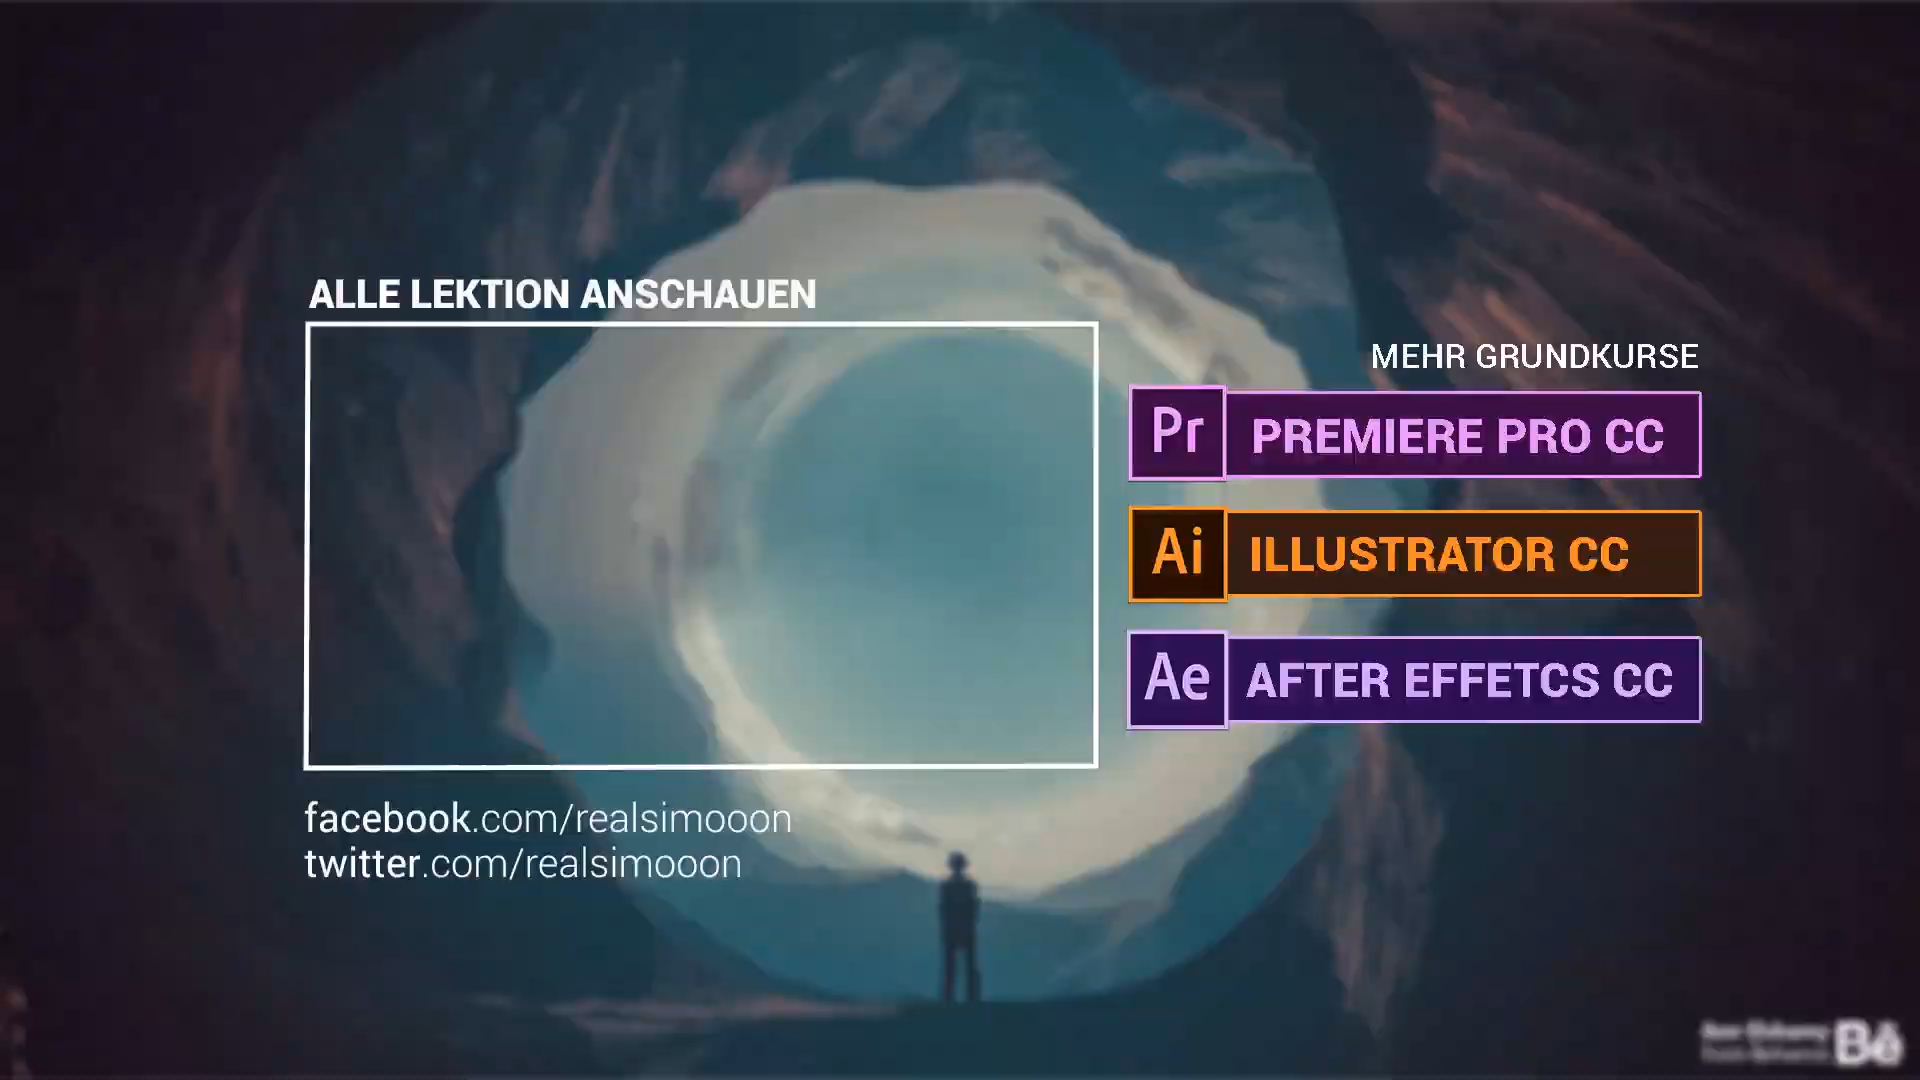 ALLE LEKTION ANSCHAUEN
MEHR GRUNDKURSE
Pr PREMIERE PRO CC
Ai ILLUSTRATOR CC
Ae AFTER EFFETCS CC
facebook.com/realsimooon
twitter.com/realsimooon
Bē